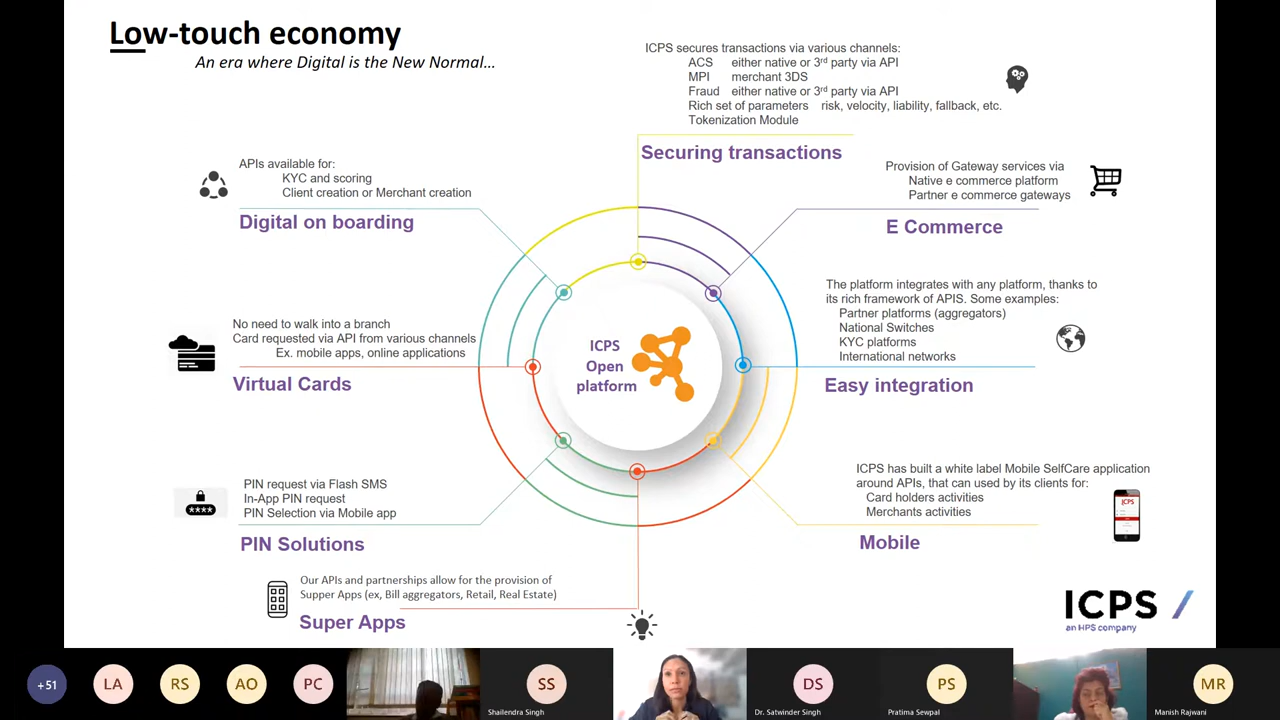 Low-touch economy
An era where Digital is the New Normal...
ICPS secures transactions via various channels:
ACS either native or 3rd party via API
MPI merchant 3DS
Fraud either native or 3rd party via API
Rich set of parameters risk, velocity, liability, fallback, etc.
Tokenization Module
Securing transactions
APIs available for:
KYC and scoring
Client creation or Merchant creation
Digital on boarding
Provision of Gateway services via
Native e commerce platform
Partner e commerce gateways
E Commerce
The platform integrates with any platform, thanks to
its rich framework of APIS. Some examples:
Partner platforms (aggregators)
National Switches
KYC platforms
International networks
Easy integration
No need to walk into a branch
Card requested via API from various channels
Ex. mobile apps, online applications
Virtual Cards
ICPS
Open
platform
PIN request via Flash SMS
In-App PIN request
PIN Selection via Mobile app
****
PIN Solutions
ICPS has built a white label Mobile SelfCare application
around APIs, that can used by its clients for:
Card holders activities
Merchants activities
ICPS
Mobile
Our APIs and partnerships allow for the provision of
Supper Apps (ex, Bill aggregators, Retail, Real Estate)
Super Apps
ICPS
an HPS company
+51
LA
RS
AO
PC
SS
Shailendra Singh
DS
Dr. Satwinder Singh
PS
Pratima Sewpal
MR
Manish Rajwani